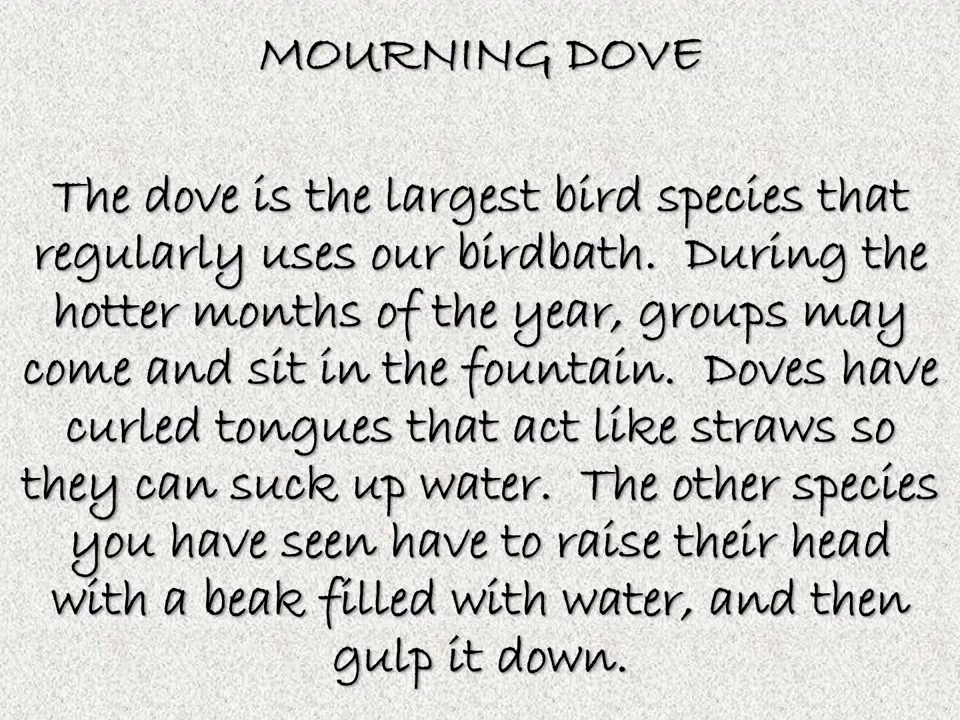 MOURNING DOVE
The dove is the largest bird species that
regularly uses our birdbath.  During the
hotter months of the year, groups may
come and sit in the fountain.  Doves have
curled tongues that act like straws so
they can suck up water.  The other species
you have seen have to raise their head
with a beak filled with water, and then
gulp it down.